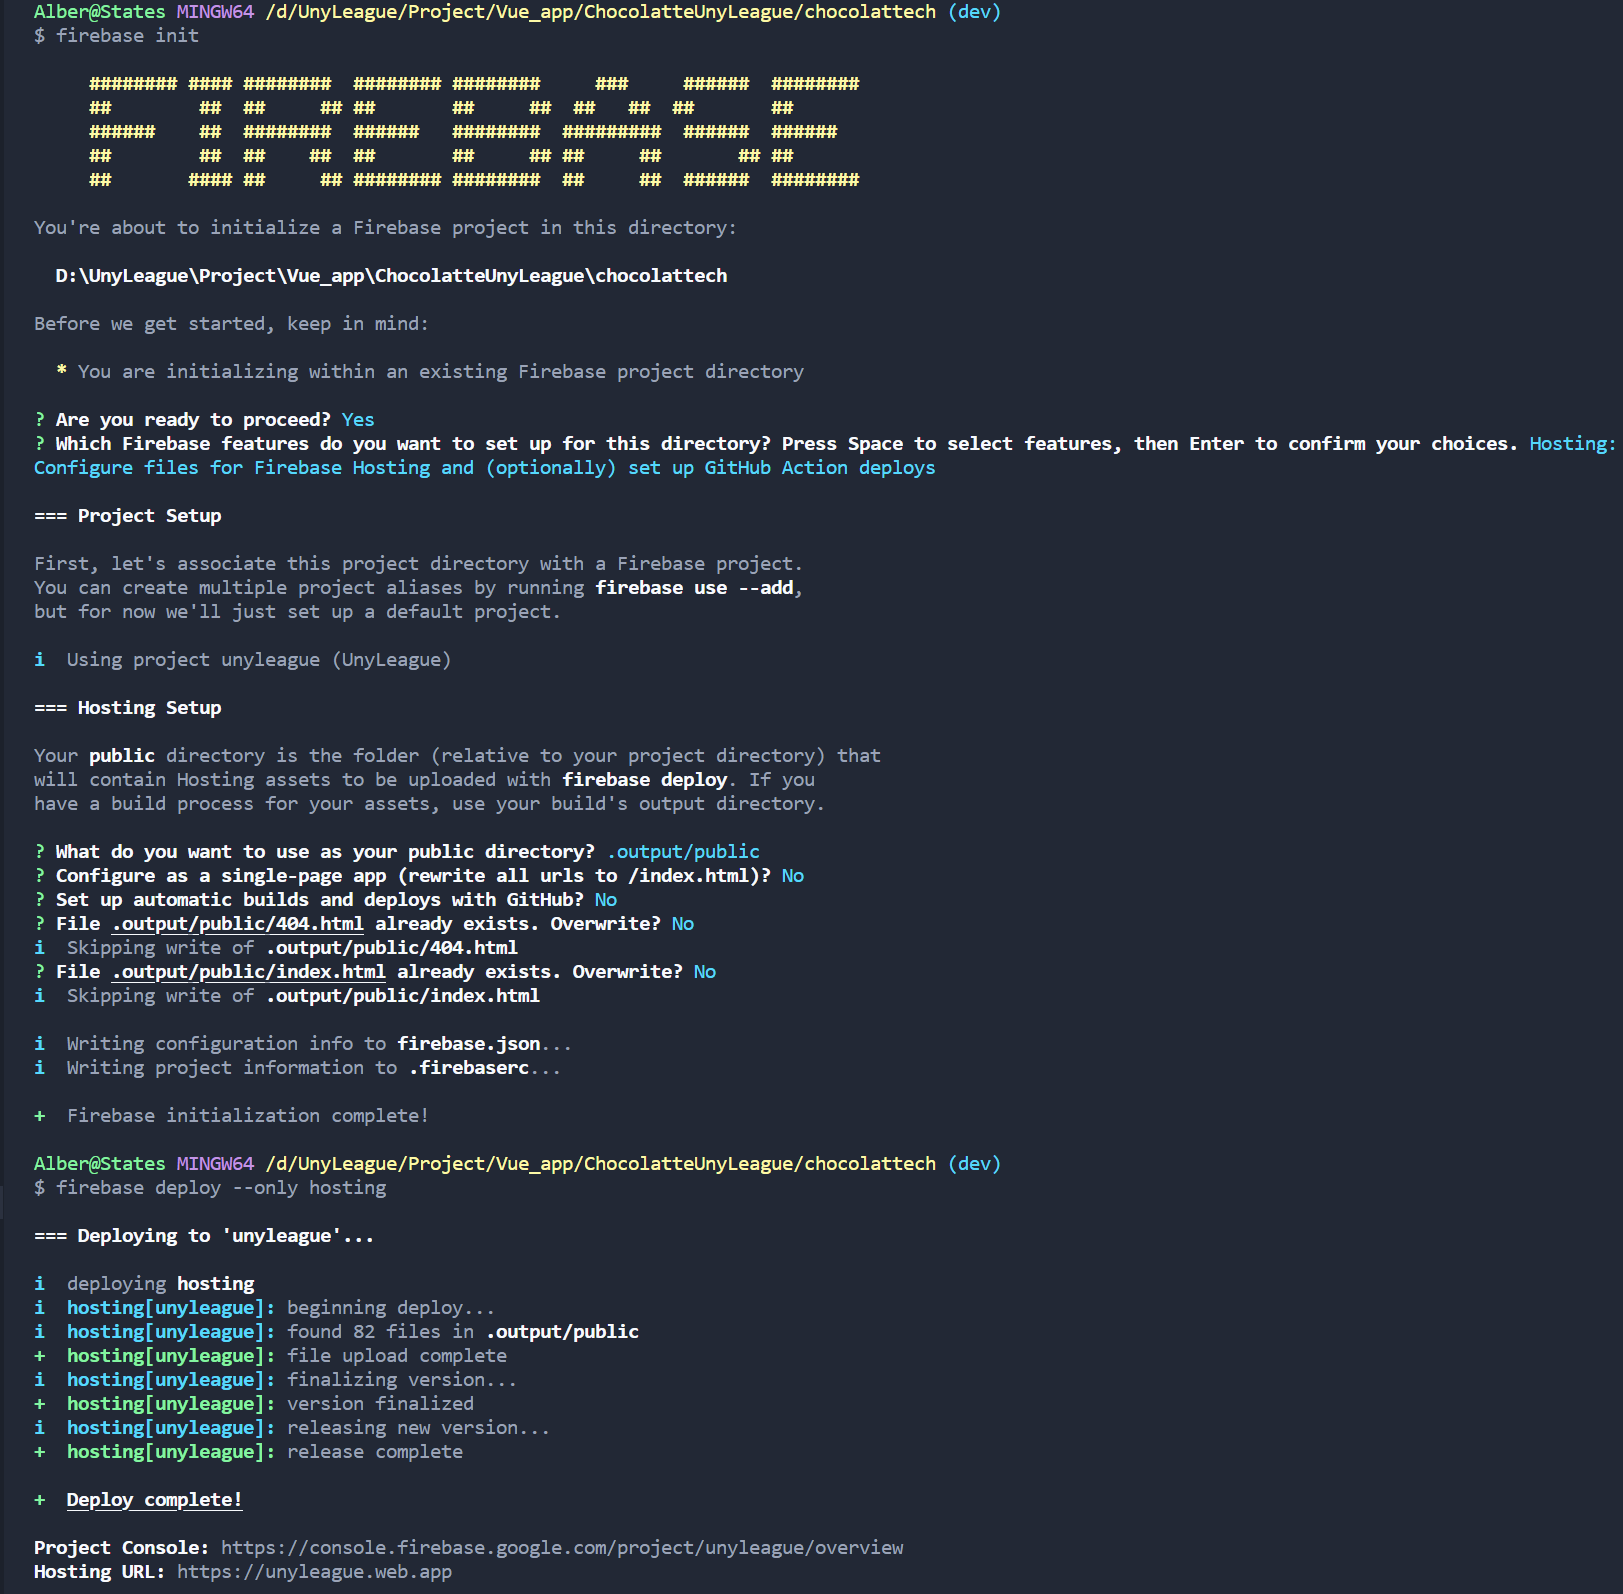 Alber@States MINGW64 /d/UnyLeague/Project/Vue_app/ChocolatteUnyLeague/chocolattech (dev)
$ firebase init
     ######## #### ########  ######## ########     ###     ######  ########
     ##        ##  ##     ## ##       ##     ##  ##   ##  ##       ##
     ######    ##  ########  ######   ########  #########  ######  ######
     ##        ##  ##    ##  ##       ##     ## ##     ##       ## ##
     ##       #### ##     ## ######## ########  ##     ##  ######  ########
You're about to initialize a Firebase project in this directory:
D:\UnyLeague\Project\Vue_app\ChocolatteUnyLeague\chocolattech
Before we get started, keep in mind:
* You are initializing within an existing Firebase project directory
? Are you ready to proceed? Yes
? Which Firebase features do you want to set up for this directory? Press Space to select features, then Enter to confirm your choices. Hosting:
Configure files for Firebase Hosting and (optionally) set up GitHub Action deploys
=== Project Setup
First, let's associate this project directory with a Firebase project.
You can create multiple project aliases by running firebase use --add,
but for now we'll just set up a default project.
i  Using project unyleague (UnyLeague)
=== Hosting Setup
Your public directory is the folder (relative to your project directory) that
will contain Hosting assets to be uploaded with firebase deploy. If you
have a build process for your assets, use your build's output directory.
? What do you want to use as your public directory? .output/public
? Configure as a single-page app (rewrite all urls to /index.html)? No
? Set up automatic builds and deploys with GitHub? No
? File .output/public/404.html already exists. Overwrite? No
i  Skipping write of .output/public/404.html
? File .output/public/index.html already exists. Overwrite? No
i  Skipping write of .output/public/index.html
i  Writing configuration info to firebase.json...
i  Writing project information to .firebaserc...
+  Firebase initialization complete!
Alber@States MINGW64 /d/UnyLeague/Project/Vue_app/ChocolatteUnyLeague/chocolattech (dev)
$ firebase deploy --only hosting
=== Deploying to 'unyleague'...
i  deploying hosting
i  hosting[unyleague]: beginning deploy...
i  hosting[unyleague]: found 82 files in .output/public
+  hosting[unyleague]: file upload complete
i  hosting[unyleague]: finalizing version...
+  hosting[unyleague]: version finalized
i  hosting[unyleague]: releasing new version...
+  hosting[unyleague]: release complete
+  Deploy complete!
Project Console: https://console.firebase.google.com/project/unyleague/overview
Hosting URL: https://unyleague.web.app